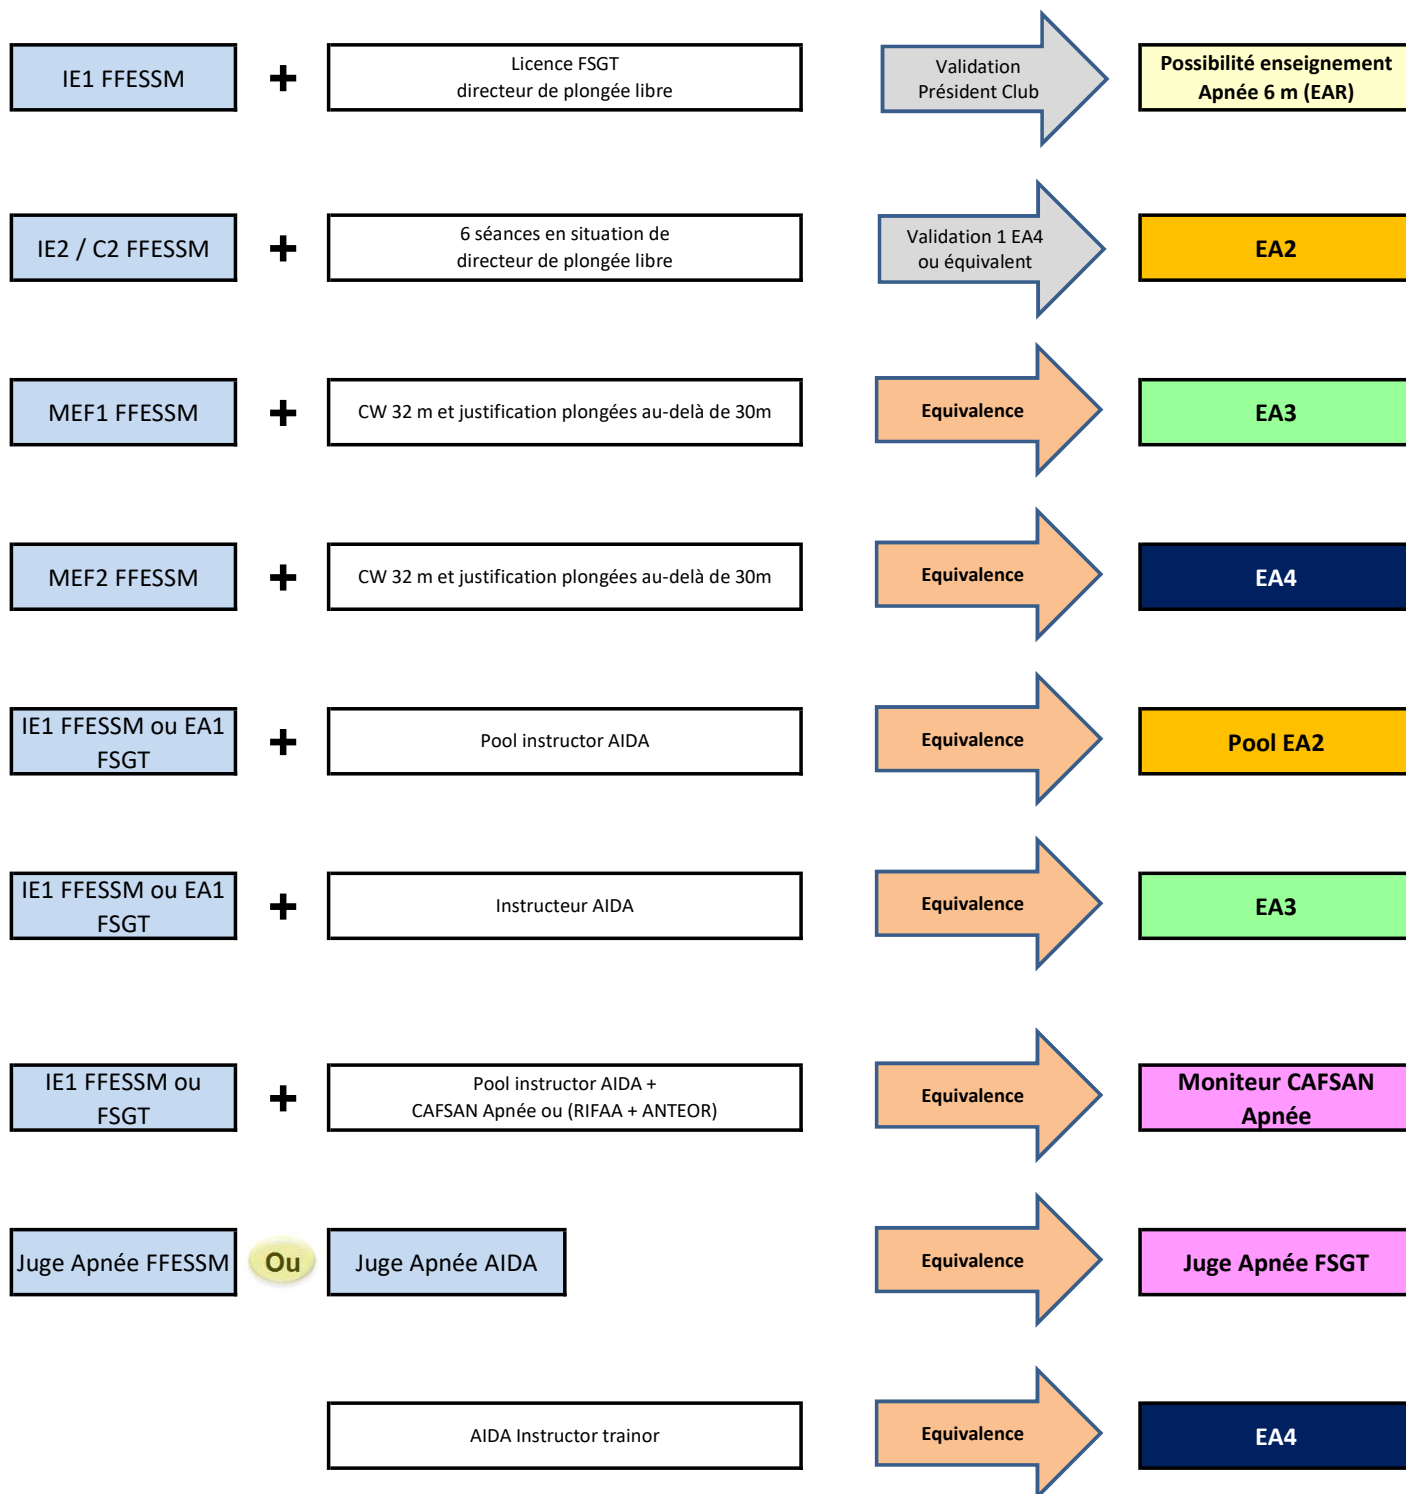 IE1 FFESSM
+
Licence FSGT
directeur de plongée libre
Validation
Président Club
Possibilité enseignement
Apnée 6 m (EAR)
IE2 / C2 FFESSM
+
6 séances en situation de
directeur de plongée libre
Validation 1 EA4
ou équivalent
EA2
MEF1 FFESSM
+
CW 32 m et justification plongées au-delà de 30m
Equivalence
EA3
MEF2 FFESSM
+
CW 32 m et justification plongées au-delà de 30m
Equivalence
EA4
IE1 FFESSM ou EA1
FSGT
+
Pool instructor AIDA
Equivalence
Pool EA2
IE1 FFESSM ou EA1
FSGT
+
Instructeur AIDA
Equivalence
EA3
IE1 FFESSM ou
FSGT
+
Pool instructor AIDA +
CAFSAN Apnée ou (RIFAA + ANTEOR)
Equivalence
Moniteur CAFSAN
Apnée
Juge Apnée FFESSM
Ou
Juge Apnée AIDA
Equivalence
Juge Apnée FSGT
AIDA Instructor trainor
Equivalence
EA4